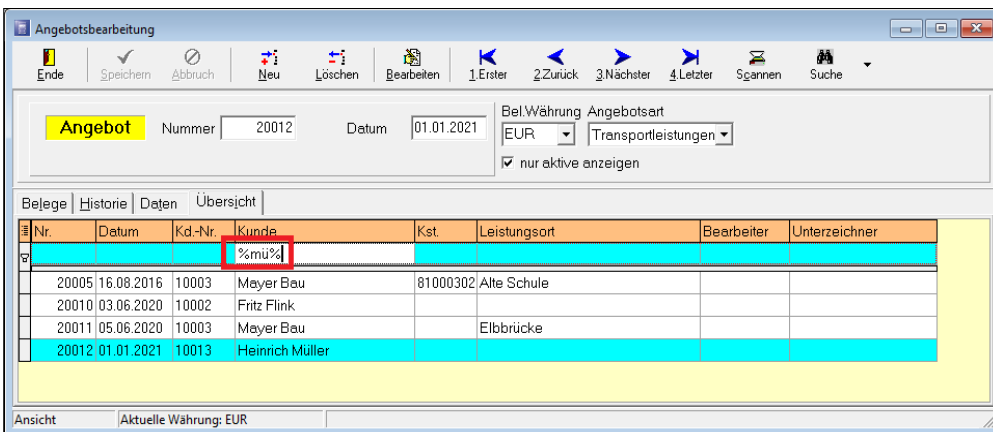 Angebotsbearbeitung
Ende Speichern Abbruch Neu Löschen Bearbeiten 1.Erster 2.Zurück 3.Nächster 4.Letzter Scannen Suche
Bel.Währung Angebotsart
Angebot Nummer 20012 Datum 01.01.2021 EUR Transportleistungen
nur aktive anzeigen
Belege Historie Daten Übersicht
Nr. Datum Kd.-Nr. Kunde Kst. Leistungsort Bearbeiter Unterzeichner
%mü%
20005 16.08.2016 10003 Mayer Bau 81000302 Alte Schule
20010 03.06.2020 10002 Fritz Flink
20011 05.06.2020 10003 Mayer Bau Elbbrücke
20012 01.01.2021 10013 Heinrich Müller
Ansicht Aktuelle Währung: EUR